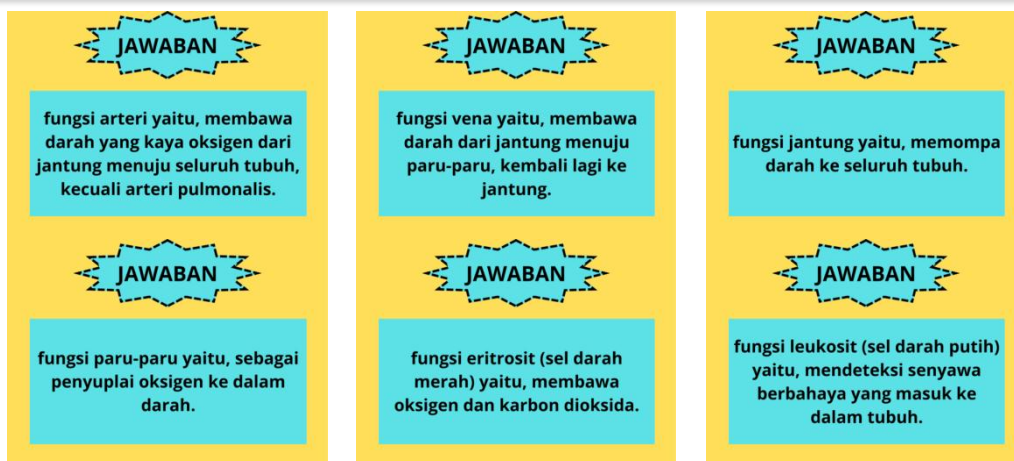 JAWABAN
fungsi arteri yaitu, membawa
darah yang kaya oksigen dari
jantung menuju seluruh tubuh,
kecuali arteri pulmonalis.
JAWABAN
fungsi vena yaitu, membawa
darah dari jantung menuju
paru-paru, kembali lagi ke
jantung.
JAWABAN
fungsi jantung yaitu, memompa
darah ke seluruh tubuh.
JAWABAN
fungsi paru-paru yaitu, sebagai
penyuplai oksigen ke dalam
darah.
JAWABAN
fungsi eritrosit (sel darah
merah) yaitu, membawa
oksigen dan karbon dioksida.
JAWABAN
fungsi leukosit (sel darah putih)
yaitu, mendeteksi senyawa
berbahaya yang masuk ke
dalam tubuh.